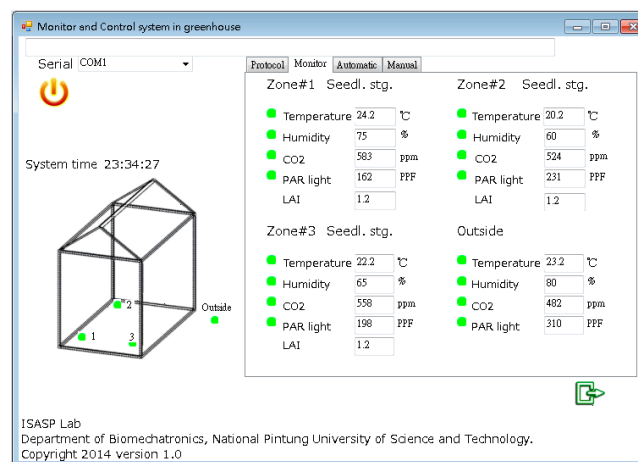 Monitor and Control system in greenhouse
Serial COM1
Protocol Monitor Automatic Manual
System time 23:34:27
Zone#1 Seedl. stg.
Temperature 24.2 ℃
Humidity 75 %
CO2 583 ppm
PAR light 162 PPF
LAI 1.2
Zone#2 Seedl. stg.
Temperature 20.2 ℃
Humidity 60 %
CO2 524 ppm
PAR light 231 PPF
LAI 1.2
Zone#3 Seedl. stg.
Temperature 22.2 ℃
Humidity 65 %
CO2 558 ppm
PAR light 198 PPF
LAI 1.2
Outside
Temperature 23.2 ℃
Humidity 80 %
CO2 482 ppm
PAR light 310 PPF
2
Outside
1 3
ISASP Lab
Department of Biomechatronics, National Pintung University of Science and Technology.
Copyright 2014 version 1.0